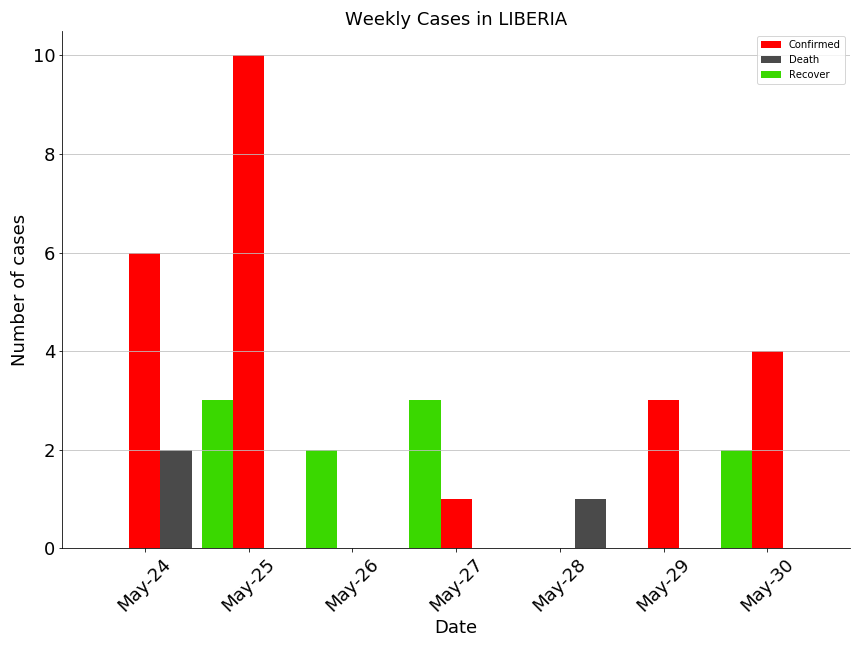 Weekly Cases in LIBERIA
Confirmed
Death
Recover
Number of cases
10
8
6
4
2
0
May-24
May-25
May-26
May-27
May-28
May-29
May-30
Date